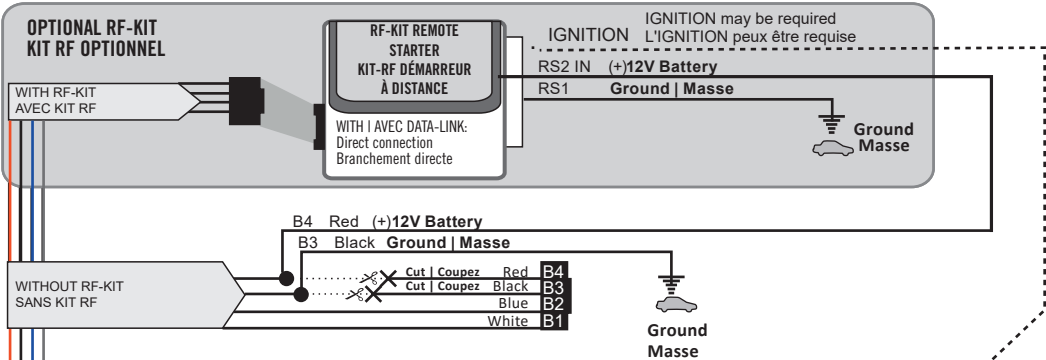 OPTIONAL RF-KIT
KIT RF OPTIONNEL
RF-KIT REMOTE
STARTER
KIT-RF DÉMARREUR
À DISTANCE
WITH | AVEC DATA-LINK:
Direct connection
Branchement directe
IGNITION
IGNITION may be required
L'IGNITION peux être requise
RS2 IN (+)12V Battery
RS1 Ground | Masse
Ground
Masse
WITH RF-KIT
AVEC KIT RF
B4 Red (+)12V Battery
B3 Black Ground | Masse
WITHOUT RF-KIT
SANS KIT RF
Cut | Coupez Red B4
Cut | Coupez Black B3
Blue B2
White B1
Ground
Masse